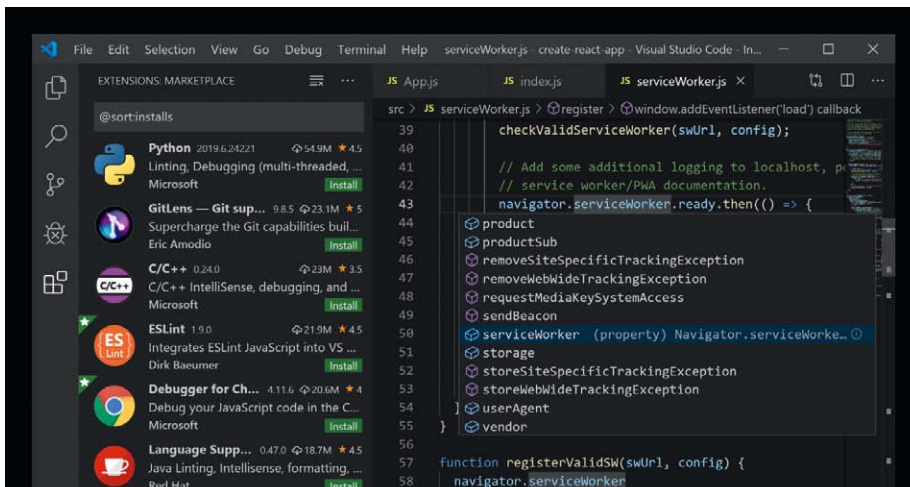 File Edit Selection View Go Debug Terminal Help serviceWorker.js - create-react-app - Visual Studio Code - In...
EXTENSIONS: MARKETPLACE
@sort:installs
Python 2019.6.24221 54.9M ★ 4.5
Linting, Debugging (multi-threaded, ...
Microsoft Install
GitLens — Git sup... 9.8.5 23.1M ★ 5
Supercharge the Git capabilities buil...
Eric Amodio Install
C/C++ 0.24.0 23M ★ 3.5
C/C++
C/C++ IntelliSense, debugging, and ...
Microsoft Install
ESLint 1.9.0 21.9M ★ 4.5
ES
Lint
Integrates ESLint JavaScript into VS ...
Dirk Baeumer Install
Debugger for Ch... 4.11.6 20.6M ★ 4
Debug your JavaScript code in the C...
Microsoft Install
Language Supp... 0.47.0 18.7M ★ 4.5
Java Linting, Intellisense, formatting, ...
Red Hat Install
JS App.js JS index.js JS serviceWorker.js ×
src > JS serviceWorker.js > register > window.addEventListener('load') callback
39 checkValidServiceWorker(swUrl, config);
40
41 // Add some additional logging to localhost, p
42 // service worker/PWA documentation.
43 navigator.serviceWorker.ready.then(() => {
44 product
45 productSub
46 removeSiteSpecificTrackingException
47 removeWebWideTrackingException
48 requestMediaKeySystemAccess
49 sendBeacon
50 serviceWorker (property) Navigator.serviceWorke...
51 storage
52 storeSiteSpecificTrackingException
53 storeWebWideTrackingException
54 } userAgent
55 } vendor
56
57 function registerValidSW(swUrl, config) {
58 navigator.serviceWorker